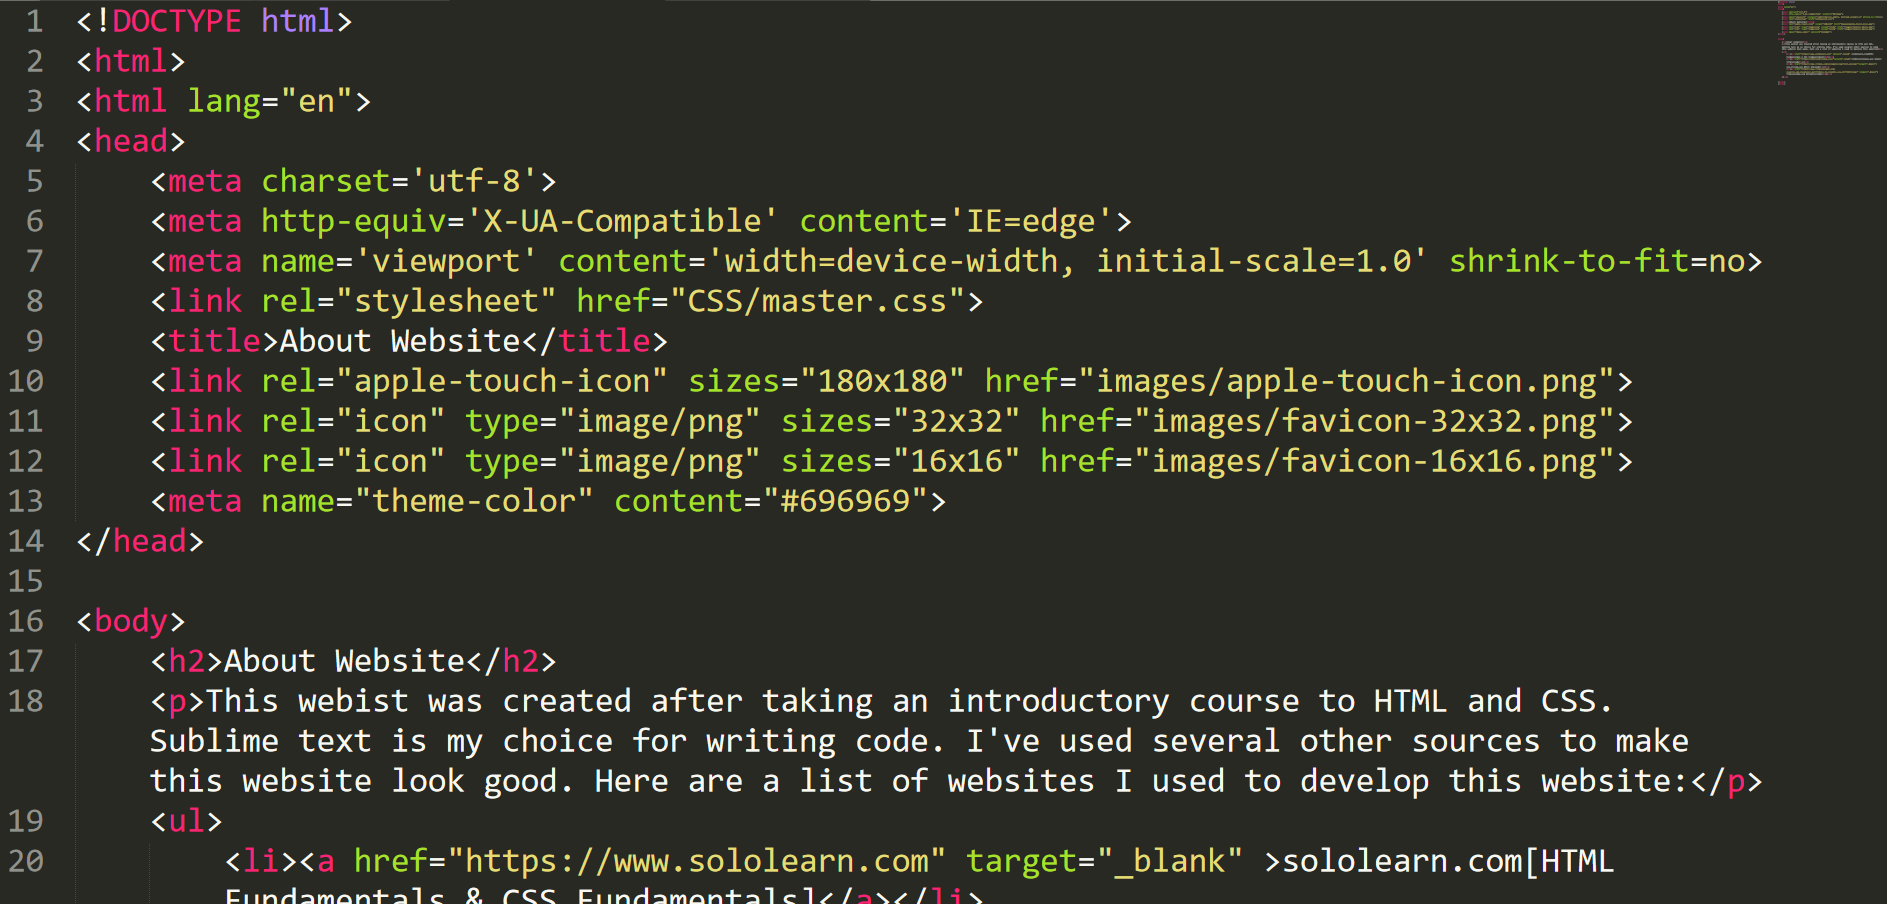 1 <!DOCTYPE html>
2 <html>
3 <html lang="en">
4 <head>
5 <meta charset='utf-8'>
6 <meta http-equiv='X-UA-Compatible' content='IE=edge'>
7 <meta name='viewport' content='width=device-width, initial-scale=1.0' shrink-to-fit=no>
8 <link rel="stylesheet" href="CSS/master.css">
9 <title>About Website</title>
10 <link rel="apple-touch-icon" sizes="180x180" href="images/apple-touch-icon.png">
11 <link rel="icon" type="image/png" sizes="32x32" href="images/favicon-32x32.png">
12 <link rel="icon" type="image/png" sizes="16x16" href="images/favicon-16x16.png">
13 <meta name="theme-color" content="#696969">
14 </head>
15
16 <body>
17 <h2>About Website</h2>
18 <p>This webist was created after taking an introductory course to HTML and CSS.
Sublime text is my choice for writing code. I've used several other sources to make
this website look good. Here are a list of websites I used to develop this website:</p>
19 <ul>
20 <li><a href="https://www.sololearn.com" target="_blank" >sololearn.com[HTML
Fundamentals & CSS Fundamentals]</a></li>